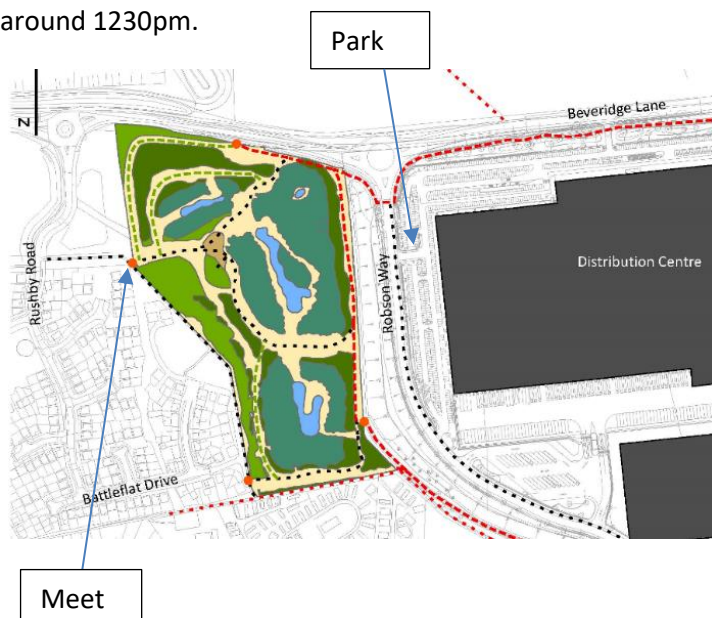 around 1230pm.
Park
Z
Beveridge Lane
Rushby Road
Robson Way
Distribution Centre
Battleflat Drive
Meet